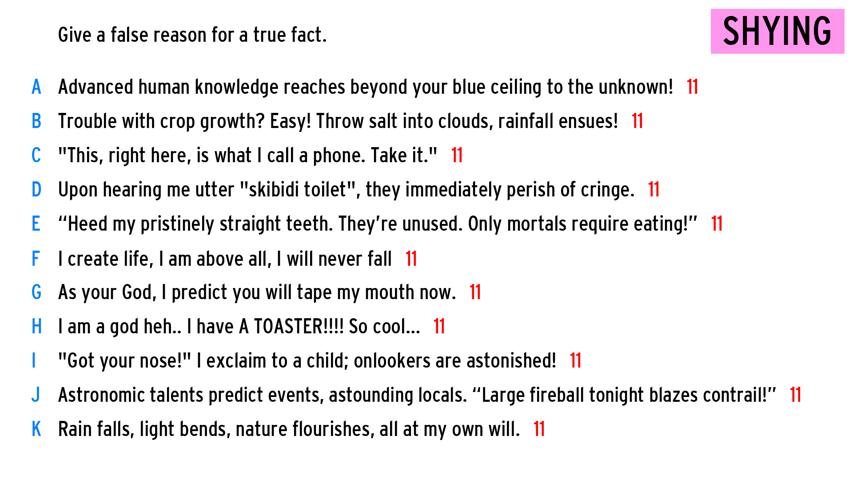 Give a false reason for a true fact.
SHYING
A Advanced human knowledge reaches beyond your blue ceiling to the unknown! 11
B Trouble with crop growth? Easy! Throw salt into clouds, rainfall ensues! 11
C "This, right here, is what I call a phone. Take it." 11
D Upon hearing me utter "skibidi toilet", they immediately perish of cringe. 11
E “Heed my pristinely straight teeth. They’re unused. Only mortals require eating!” 11
F I create life, I am above all, I will never fall 11
G As your God, I predict you will tape my mouth now. 11
H I am a god heh.. I have A TOASTER!!!! So cool... 11
I "Got your nose!" I exclaim to a child; onlookers are astonished! 11
J Astronomic talents predict events, astounding locals. “Large fireball tonight blazes contrail!” 11
K Rain falls, light bends, nature flourishes, all at my own will. 11